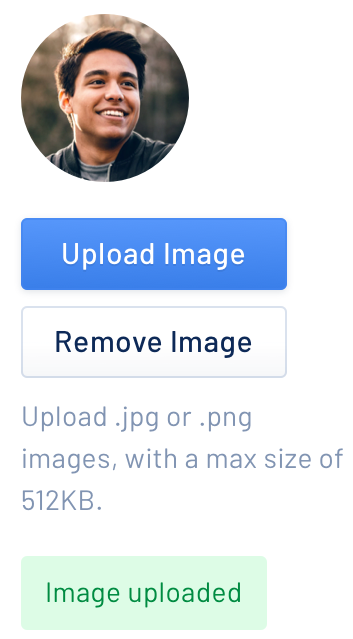 Upload Image
Remove Image
Upload .jpg or .png
images, with a max size of
512KB.
Image uploaded